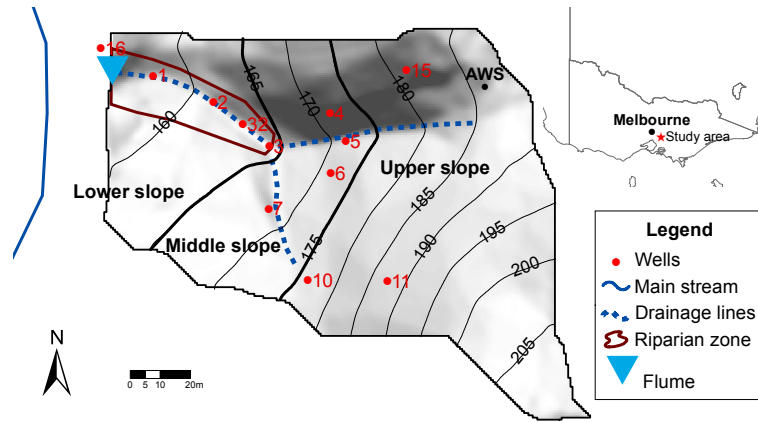 16
15
AWS
1
165
180
2
170
4
32
160
3
5
Melbourne
Study area
6
Upper slope
Lower slope
185
7
Middle slope
175
190
195
200
10
11
205
N
0 5 10 20m
Legend
Wells
Main stream
Drainage lines
Riparian zone
Flume